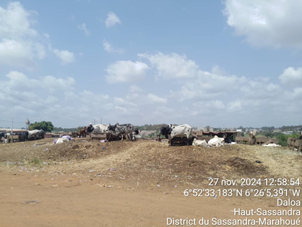 27 nov. 2024 12:58:54
6°52'33,183"N 6°26'5,391"W
Daloa
Haut-Sassandra
District du Sassandra-Marahoué